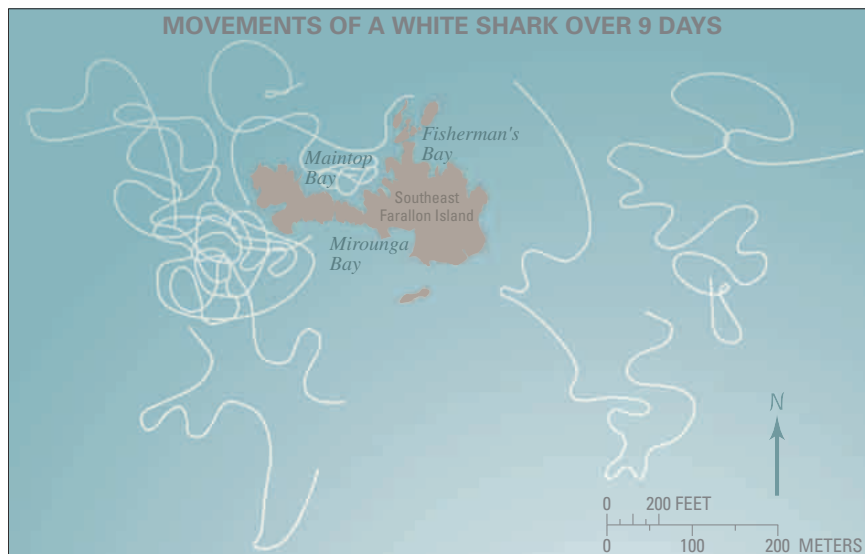 MOVEMENTS OF A WHITE SHARK OVER 9 DAYS
Fisherman's
Bay
Maintop
Bay
Southeast
Farallon Island
Mirounga
Bay
N
0 200 FEET
0 100 200 METERS